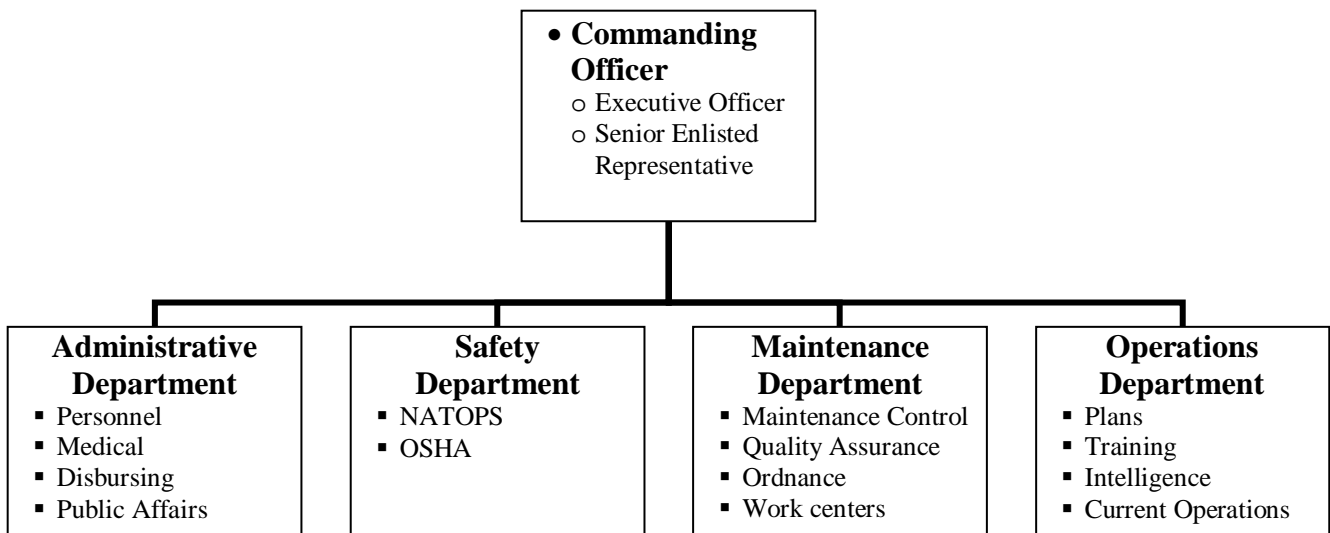 • Commanding
Officer
o Executive Officer
o Senior Enlisted
Representative
Administrative
Department
▪ Personnel
▪ Medical
▪ Disbursing
▪ Public Affairs
Safety
Department
▪ NATOPS
▪ OSHA
Maintenance
Department
▪ Maintenance Control
▪ Quality Assurance
▪ Ordnance
▪ Work centers
Operations
Department
▪ Plans
▪ Training
▪ Intelligence
▪ Current Operations